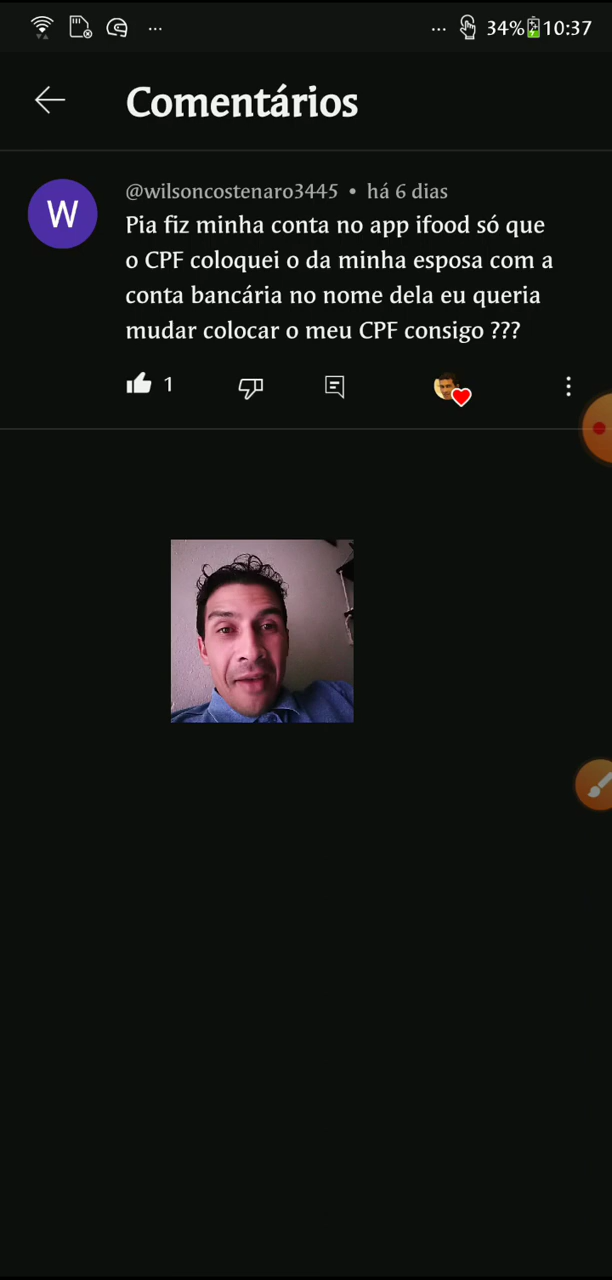 34% 10:37
Comentários
@wilsoncostenaro3445 • há 6 dias
W
Pia fiz minha conta no app ifood só que
o CPF coloquei o da minha esposa com a
conta bancária no nome dela eu queria
mudar colocar o meu CPF consigo ???
1